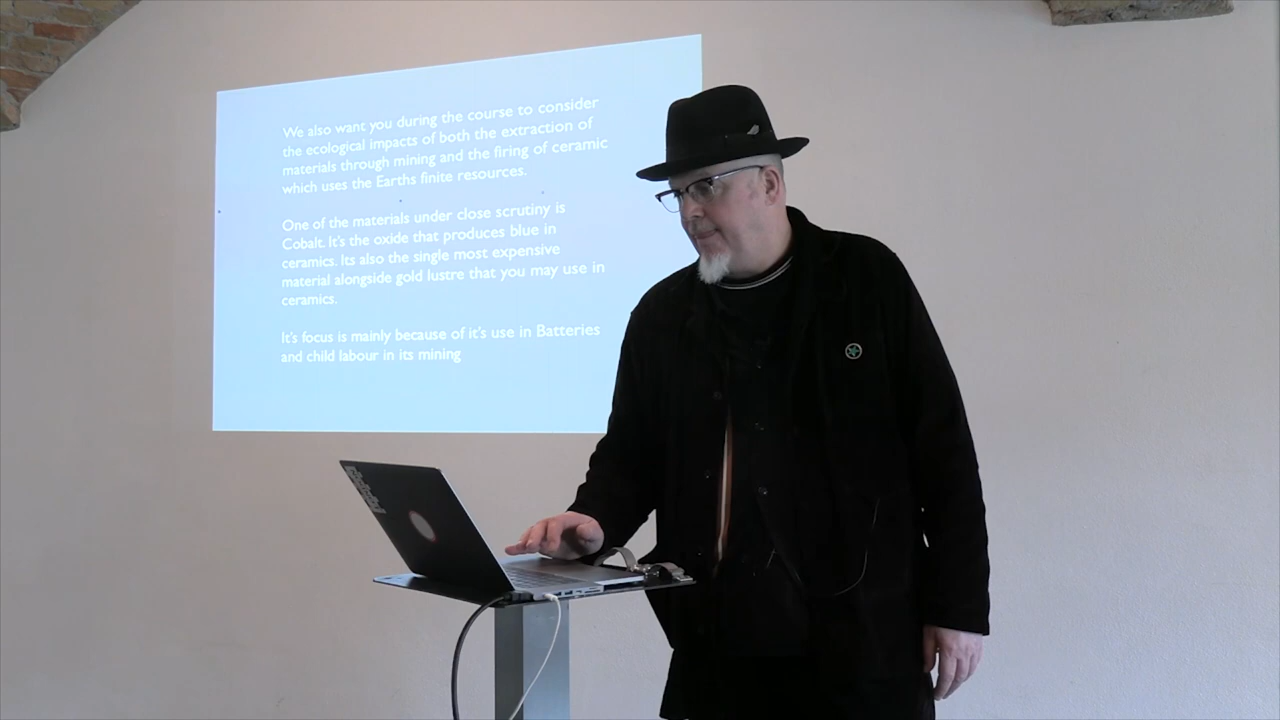 We also want you during the course to consider
the ecological impacts of both the extraction of
materials through mining and the firing of ceramic
which uses the Earths finite resources.
One of the materials under close scrutiny is
Cobalt. It's the oxide that produces blue in
ceramics. Its also the single most expensive
material alongside gold lustre that you may use in
ceramics.
It's focus is mainly because of it's use in Batteries
and child labour in its mining